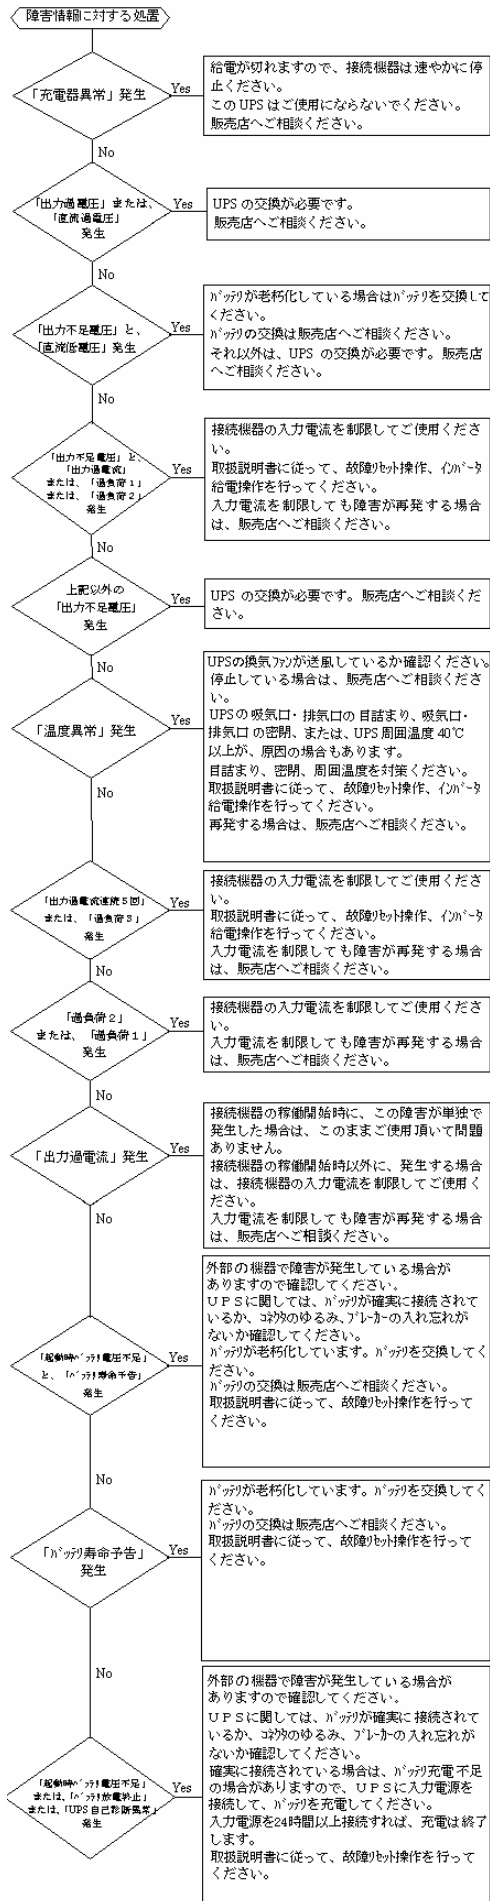 障害情報に対する処置
「充電器異常」発生
Yes
給電が切れますので、接続機器は速やかに停
止ください。
このUPSはご使用にならないでください。
販売店へご相談ください。
No
「出力過電圧」または、
「直流過電圧」
発生
Yes
UPSの交換が必要です。
販売店へご相談ください。
No
「出力不足電圧」と、
「直流低電圧」発生
Yes
ﾊﾞｯﾃﾘが老朽化している場合はﾊﾞｯﾃﾘを交換して
ください。
ﾊﾞｯﾃﾘの交換は販売店へご相談ください。
それ以外は、UPS の交換が必要です。販売店
へご相談ください。
No
「出力不足電圧」と、
「出力過電流」
または、「過負荷１」
または、「過負荷２」
発生
Yes
接続機器の入力電流を制限してご使用くださ
い。
取扱説明書に従って、故障ﾘｾｯﾄ操作、ｲﾝﾊﾞｰﾀ
給電操作を行ってください。
入力電流を制限しても障害が再発する場合
は、販売店へご相談ください。
No
上記以外の
「出力不足電圧」
発生
Yes
UPS の交換が必要です。販売店へご相談くだ
さい。
No
「温度異常」発生
Yes
UPSの換気ﾌｧﾝが送風しているか確認ください。
停止している場合は、販売店へご相談くださ
い。
UPSの吸気口・排気口の目詰まり、吸気口・
排気口の密閉、または、UPS周囲温度40℃
以上が、原因の場合もあります。
目詰まり、密閉、周囲温度を対策ください。
取扱説明書に従って、故障ﾘｾｯﾄ操作、ｲﾝﾊﾞｰﾀ
給電操作を行ってください。
再発する場合は、販売店へご相談ください。
No
「出力過電流連続５回」
または、「過負荷３」
発生
Yes
接続機器の入力電流を制限してご使用くださ
い。
取扱説明書に従って、故障ﾘｾｯﾄ操作、ｲﾝﾊﾞｰﾀ
給電操作を行ってください。
入力電流を制限しても障害が再発する場合
は、販売店へご相談ください。
No
「過負荷２」
または、「過負荷１」
発生
Yes
接続機器の入力電流を制限してご使用くださ
い。
入力電流を制限しても障害が再発する場合
は、販売店へご相談ください。
No
「出力過電流」発生
Yes
接続機器の稼働開始時に、この障害が単独で
発生した場合は、このままご使用頂いて問題
ありません。
接続機器の稼働開始時以外に、発生する場合
は、接続機器の入力電流を制限してご使用く
ださい。
入力電流を制限しても障害が再発する場合
は、販売店へご相談ください。
No
「起動時ﾊﾞｯﾃﾘ電圧不足」
と、「ﾊﾞｯﾃﾘ寿命予告」
発生
Yes
外部の機器で障害が発生している場合が
ありますので確認してください。
ＵＰＳに関しては、ﾊﾞｯﾃﾘが確実に接続されて
いるか、ｺﾈｸﾀのゆるみ、ﾌﾞﾚｰｶｰの入れ忘れが
ないか確認してください。
ﾊﾞｯﾃﾘが老朽化しています。ﾊﾞｯﾃﾘを交換してく
ださい。
ﾊﾞｯﾃﾘの交換は販売店へご相談ください。
取扱説明書に従って、故障ﾘｾｯﾄ操作を行って
ください。
No
「ﾊﾞｯﾃﾘ寿命予告」
発生
Yes
ﾊﾞｯﾃﾘが老朽化しています。ﾊﾞｯﾃﾘを交換してく
ださい。
ﾊﾞｯﾃﾘの交換は販売店へご相談ください。
取扱説明書に従って、故障ﾘｾｯﾄ操作を行って
ください。
No
「起動時ﾊﾞｯﾃﾘ電圧不足」
または、「ﾊﾞｯﾃﾘ放電終止」
または、「UPS自己診断異常」
発生
Yes
外部の機器で障害が発生している場合が
ありますので確認してください。
ＵＰＳに関しては、ﾊﾞｯﾃﾘが確実に接続されて
いるか、ｺﾈｸﾀのゆるみ、ﾌﾞﾚｰｶｰの入れ忘れが
ないか確認してください。
確実に接続されている場合は、ﾊﾞｯﾃﾘ充電不足
の場合がありますので、ＵＰＳに入力電源を
接続して、ﾊﾞｯﾃﾘを充電してください。
入力電源を24時間以上接続すれば、充電は終了
します。
取扱説明書に従って、故障ﾘｾｯﾄ操作を行って
ください。